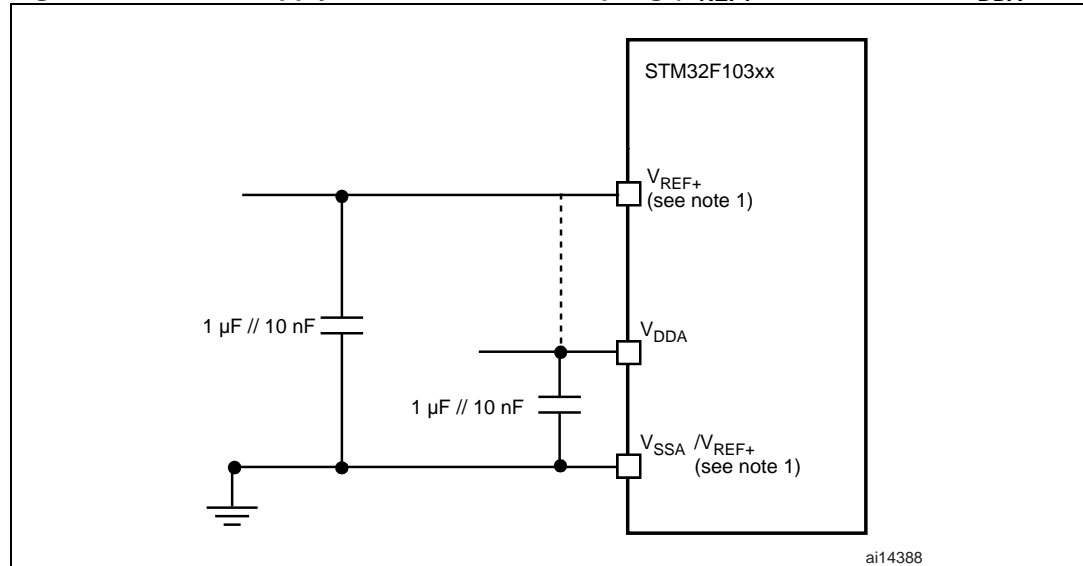 STM32F103xx
VREF+
(see note 1)
1 µF // 10 nF
VDDA
1 µF // 10 nF
VSSA /VREF+
(see note 1)
ai14388